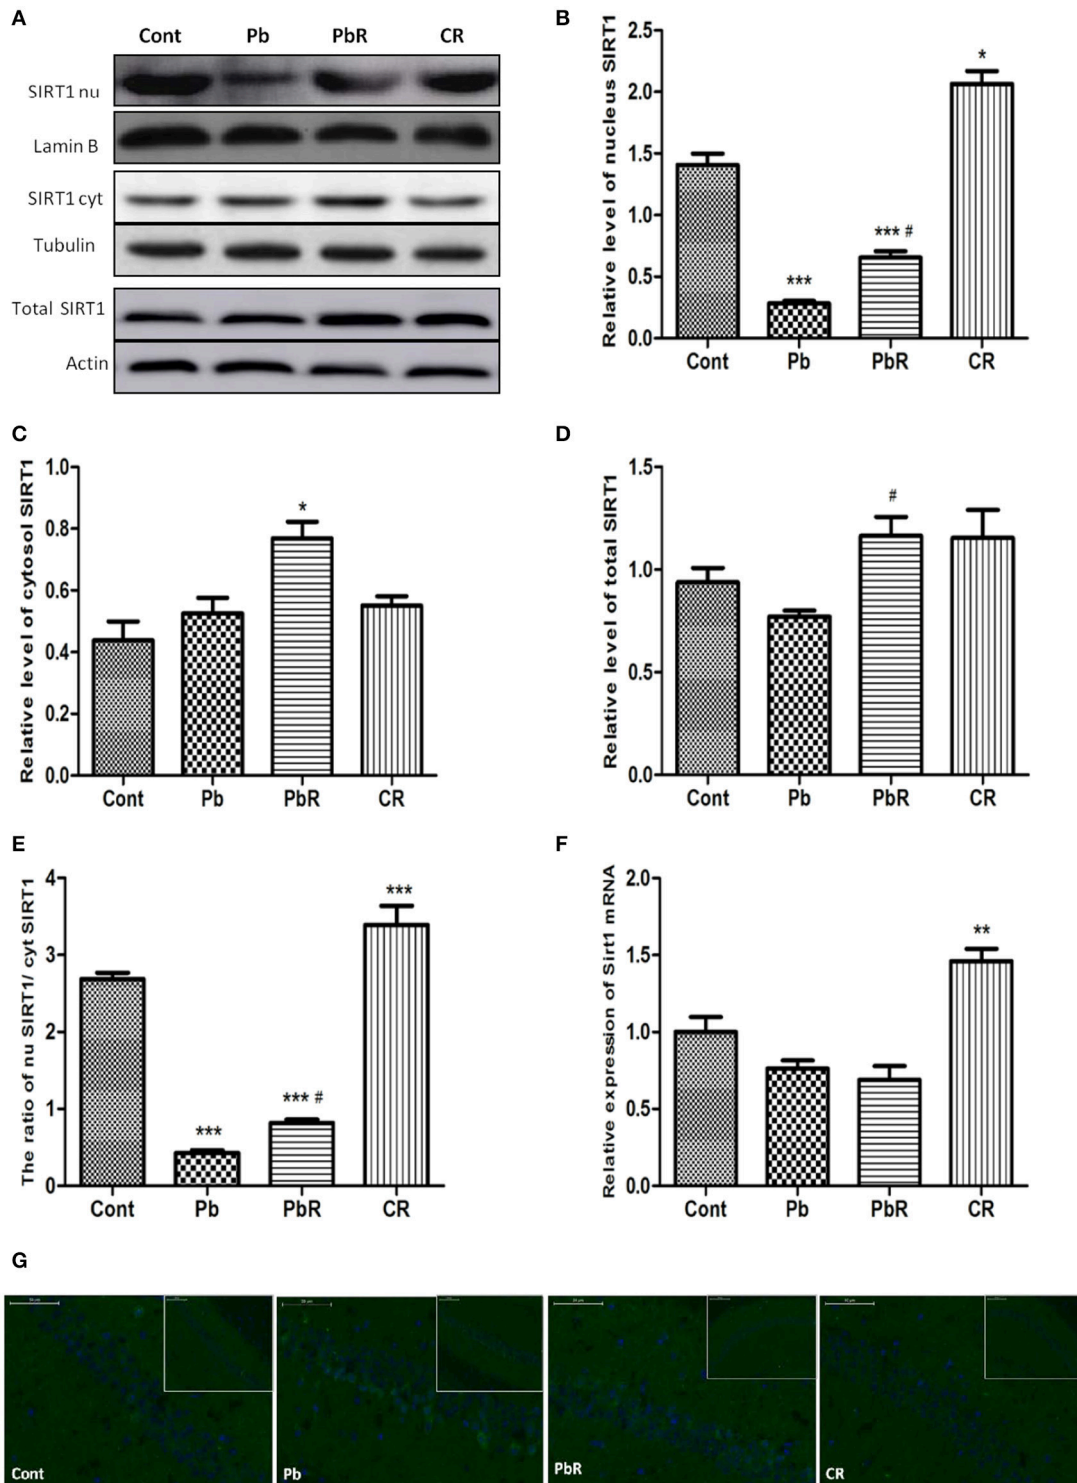 A
Cont Pb PbR CR
SIRT1 nu
Lamin B
SIRT1 cyt
Tubulin
Total SIRT1
Actin
B
Relative level of nucleus SIRT1
2.5
2.0
1.5
1.0
0.5
0.0
*
*** #
***
Cont Pb PbR CR
C
Relative level of cytosol SIRT1
1.0
0.8
0.6
0.4
0.2
0.0
*
Cont Pb PbR CR
D
Relative level of total SIRT1
1.5
1.0
0.5
0.0
#
Cont Pb PbR CR
E
The ratio of nu SIRT1/ cyt SIRT1
4
3
2
1
0
***
*** #
***
Cont Pb PbR CR
F
Relative expression of Sirt1 mRNA
2.0
1.5
1.0
0.5
0.0
**
Cont Pb PbR CR
G
Cont Pb PbR CR